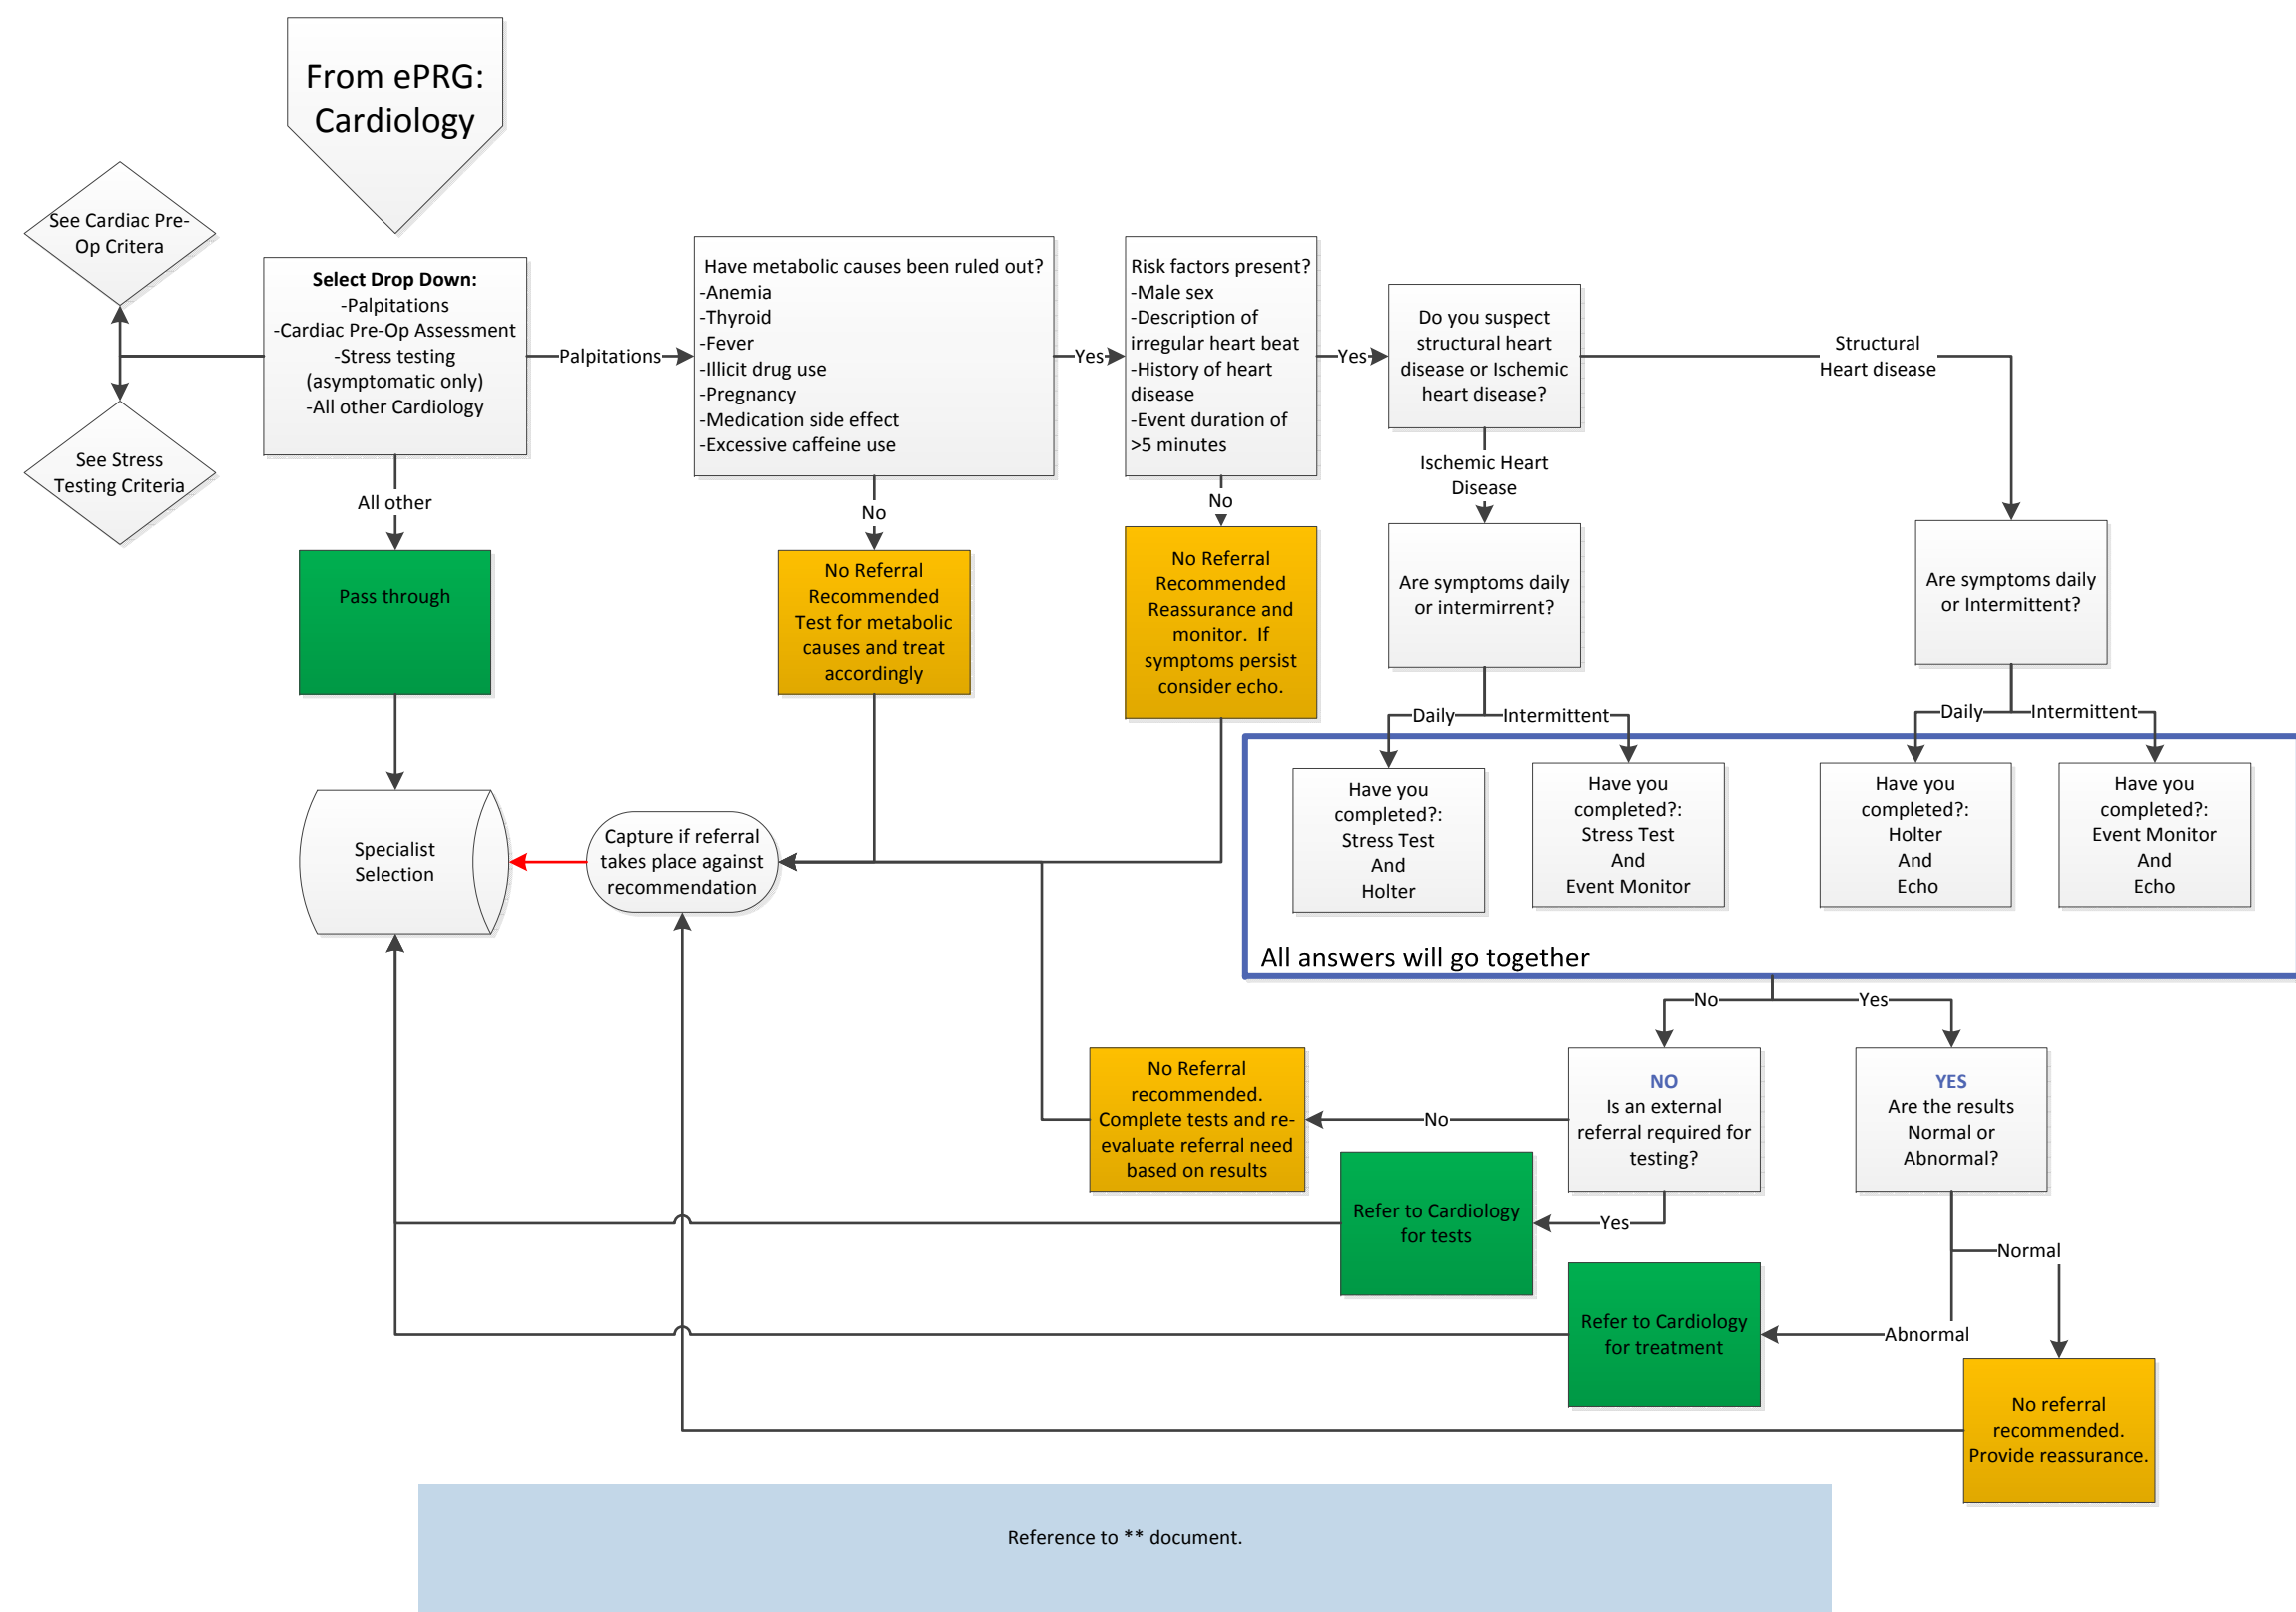 From ePRG:
Cardiology
See Cardiac Pre-
Op Critera
See Stress
Testing Criteria
Select Drop Down:
-Palpitations
-Cardiac Pre-Op Assessment
-Stress testing
(asymptomatic only)
-All other Cardiology
Palpitations
All other
Pass through
Specialist
Selection
Have metabolic causes been ruled out?
-Anemia
-Thyroid
-Fever
-Illicit drug use
-Pregnancy
-Medication side effect
-Excessive caffeine use
Yes
No
No Referral
Recommended
Test for metabolic
causes and treat
accordingly
Capture if referral
takes place against
recommendation
Risk factors present?
-Male sex
-Description of
irregular heart beat
-History of heart
disease
-Event duration of
>5 minutes
Yes
No
No Referral
Recommended
Reassurance and
monitor.  If
symptoms persist
consider echo.
Do you suspect
structural heart
disease or Ischemic
heart disease?
Ischemic Heart
Disease
Structural
Heart disease
Are symptoms daily
or intermirrent?
Daily
Intermittent
Are symptoms daily
or Intermittent?
Daily
Intermittent
Have you
completed?:
Stress Test
And
Holter
Have you
completed?:
Stress Test
And
Event Monitor
Have you
completed?:
Holter
And
Echo
Have you
completed?:
Event Monitor
And
Echo
All answers will go together
No
Yes
NO
Is an external
referral required for
testing?
YES
Are the results
Normal or
Abnormal?
No
No Referral
recommended.
Complete tests and re-
evaluate referral need
based on results
Yes
Refer to Cardiology
for tests
Normal
Abnormal
Refer to Cardiology
for treatment
No referral
recommended.
Provide reassurance.
Reference to ** document.